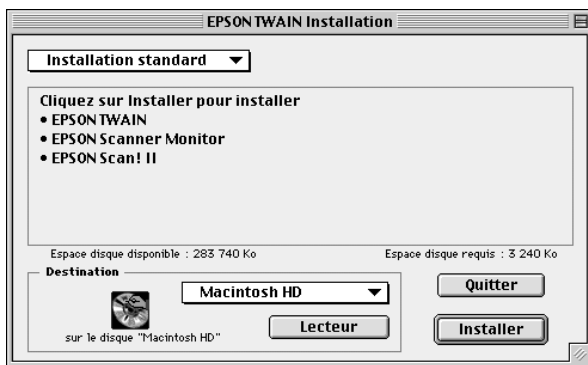 EPSON TWAIN Installation
Installation standard
Cliquez sur Installer pour installer
• EPSON TWAIN
• EPSON Scanner Monitor
• EPSON Scan! II
Espace disque disponible : 283 740 Ko
Espace disque requis : 3 240 Ko
Destination
Macintosh HD
Quitter
sur le disque "Macintosh HD"
Lecteur
Installer